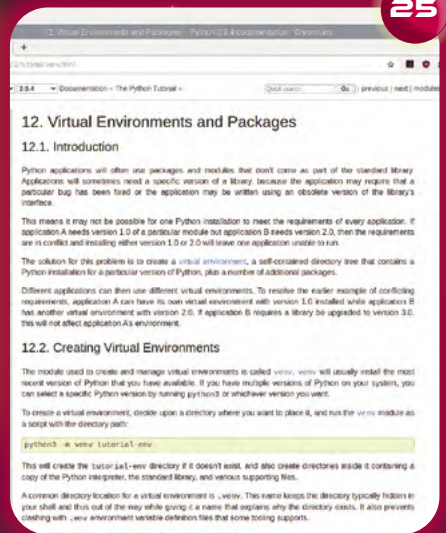 25
12. Virtual Environments and Packages - Python 3.9.4 documentation - Chromium
+
/2/tutorial/venv.html
3.9.4
Documentation » The Python Tutorial »
Quick search
Go
| previous | next | modules
12. Virtual Environments and Packages
12.1. Introduction
Python applications will often use packages and modules that don't come as part of the standard library.
Applications will sometimes need a specific version of a library, because the application may require that a
particular bug has been fixed or the application may be written using an obsolete version of the library's
interface.
This means it may not be possible for one Python installation to meet the requirements of every application. If
application A needs version 1.0 of a particular module but application B needs version 2.0, then the requirements
are in conflict and installing either version 1.0 or 2.0 will leave one application unable to run.
The solution for this problem is to create a virtual environment, a self-contained directory tree that contains a
Python installation for a particular version of Python, plus a number of additional packages.
Different applications can then use different virtual environments. To resolve the earlier example of conflicting
requirements, application A can have its own virtual environment with version 1.0 installed while application B
has another virtual environment with version 2.0. If application B requires a library be upgraded to version 3.0,
this will not affect application A's environment.
12.2. Creating Virtual Environments
The module used to create and manage virtual environments is called venv. venv will usually install the most
recent version of Python that you have available. If you have multiple versions of Python on your system, you
can select a specific Python version by running python3 or whichever version you want.
To create a virtual environment, decide upon a directory where you want to place it, and run the venv module as
a script with the directory path:
python3 -m venv tutorial-env
This will create the tutorial-env directory if it doesn't exist, and also create directories inside it containing a
copy of the Python interpreter, the standard library, and various supporting files.
A common directory location for a virtual environment is .venv. This name keeps the directory typically hidden in
your shell and thus out of the way while giving it a name that explains why the directory exists. It also prevents
clashing with .env environment variable definition files that some tooling supports.